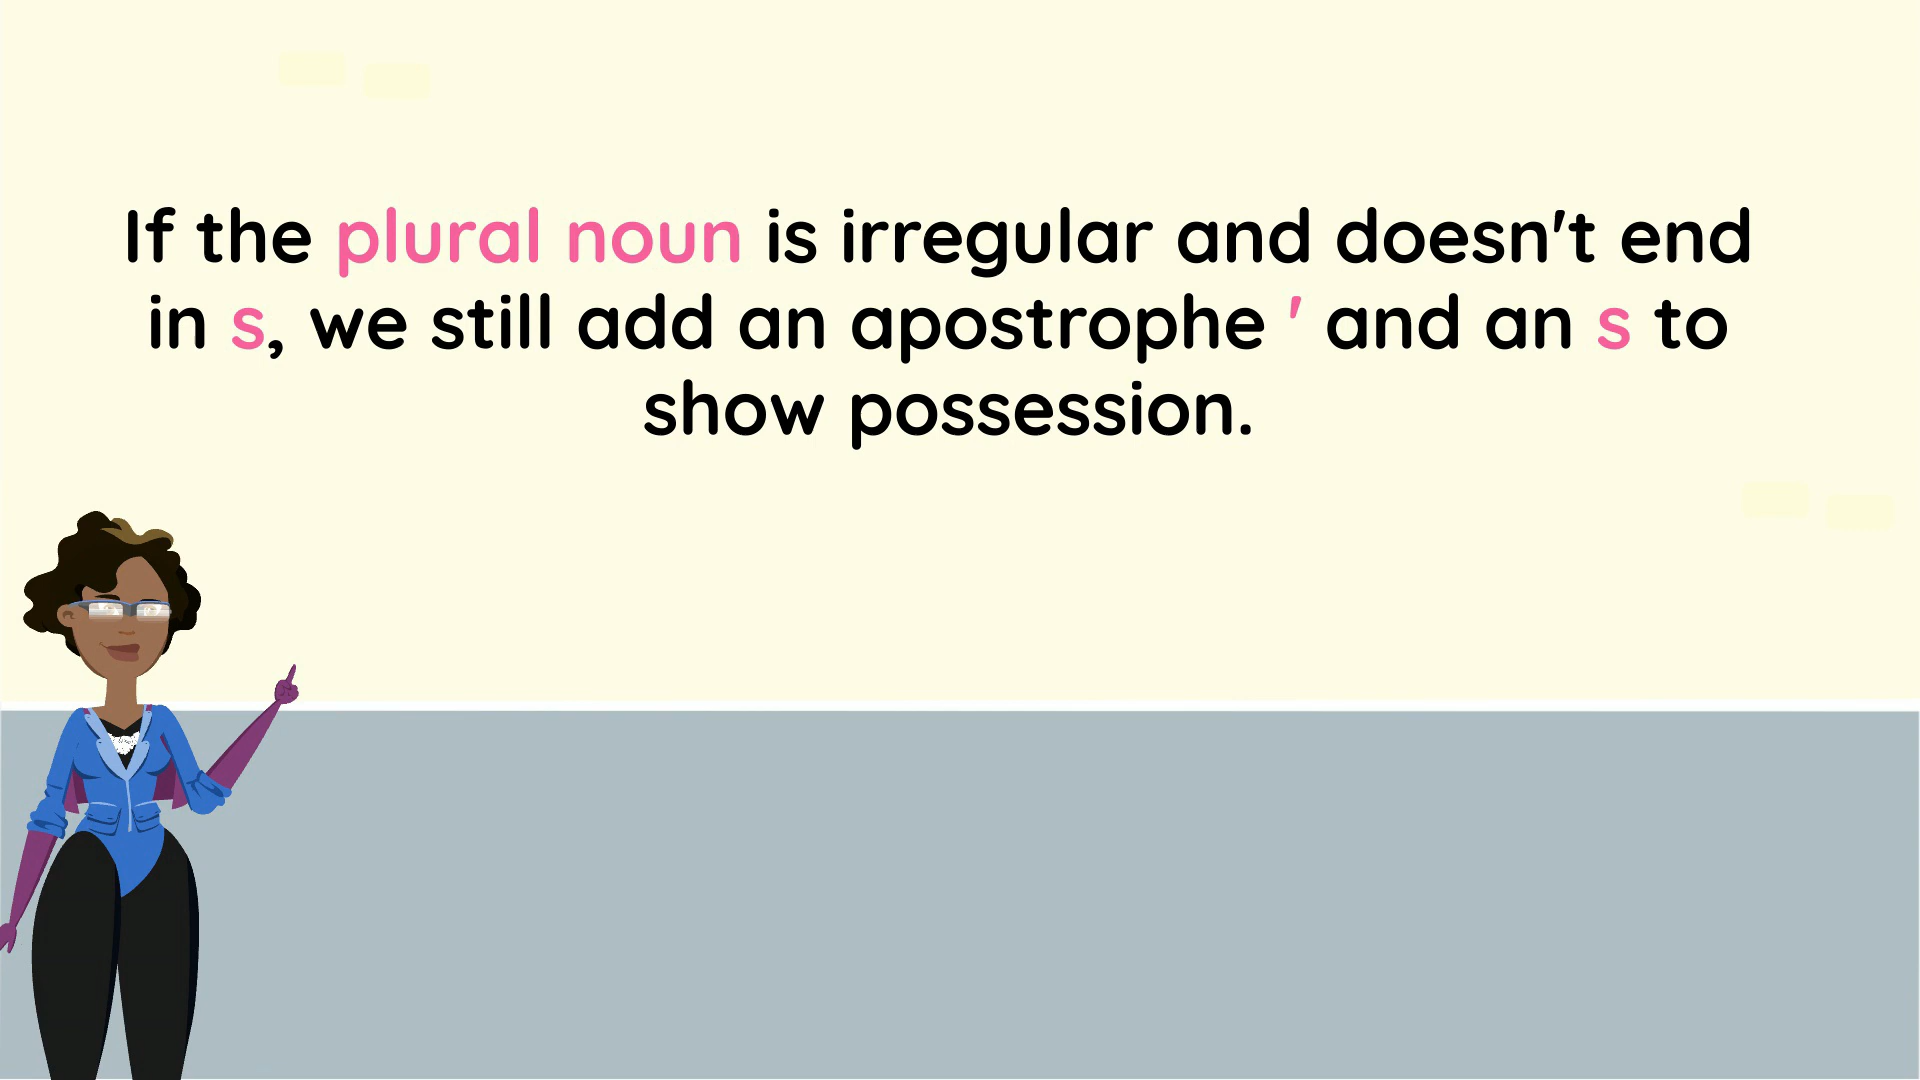 If the plural noun is irregular and doesn't end
in s, we still add an apostrophe ' and an s to
show possession.